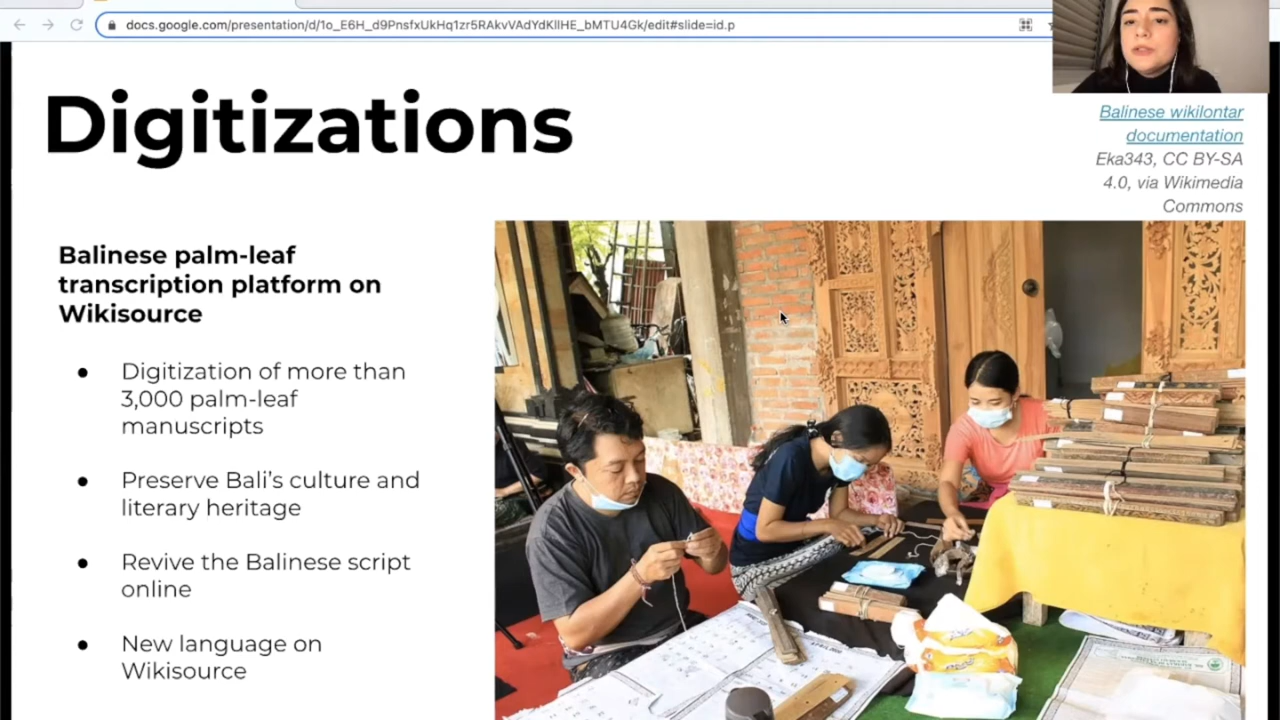 docs.google.com/presentation/d/1o_E6H_d9PnsfxUkHq1zr5RAkvVAdYdKllHE_bMTU4Gk/edit#slide=id.p
Digitizations
Balinese wikilontar
documentation
Eka343, CC BY-SA
4.0, via Wikimedia
Commons
Balinese palm-leaf
transcription platform on
Wikisource
● Digitization of more than
3,000 palm-leaf
manuscripts
● Preserve Bali's culture and
literary heritage
● Revive the Balinese script
online
● New language on
Wikisource